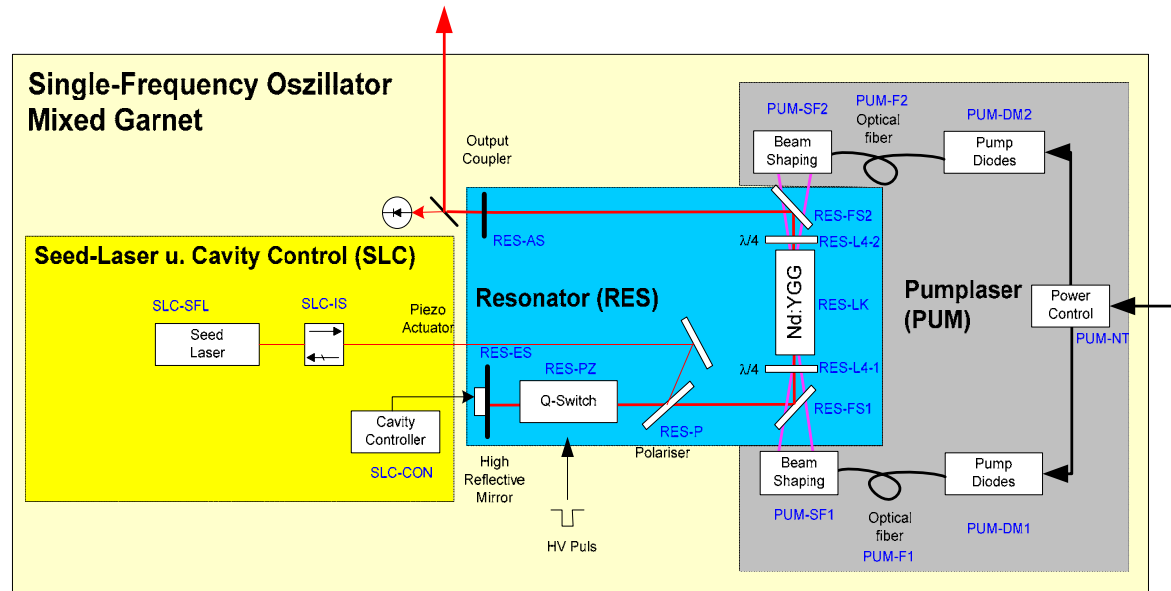 Single-Frequency Oszillator
Mixed Garnet
Output
Coupler
PUM-SF2
PUM-F2
Optical
fiber
PUM-DM2
Beam
Shaping
Pump
Diodes
RES-AS
RES-FS2
λ/4
RES-L4-2
Seed-Laser u. Cavity Control (SLC)
SLC-SFL
SLC-IS
Seed
Laser
Piezo
Actuator
Resonator (RES)
Nd:YGG
RES-LK
Pumplaser
(PUM)
Power
Control
PUM-NT
RES-ES
RES-PZ
Q-Switch
λ/4
RES-L4-1
RES-FS1
RES-P
Polariser
Cavity
Controller
SLC-CON
High
Reflective
Mirror
HV Puls
Beam
Shaping
PUM-SF1
Optical
fiber
PUM-F1
Pump
Diodes
PUM-DM1